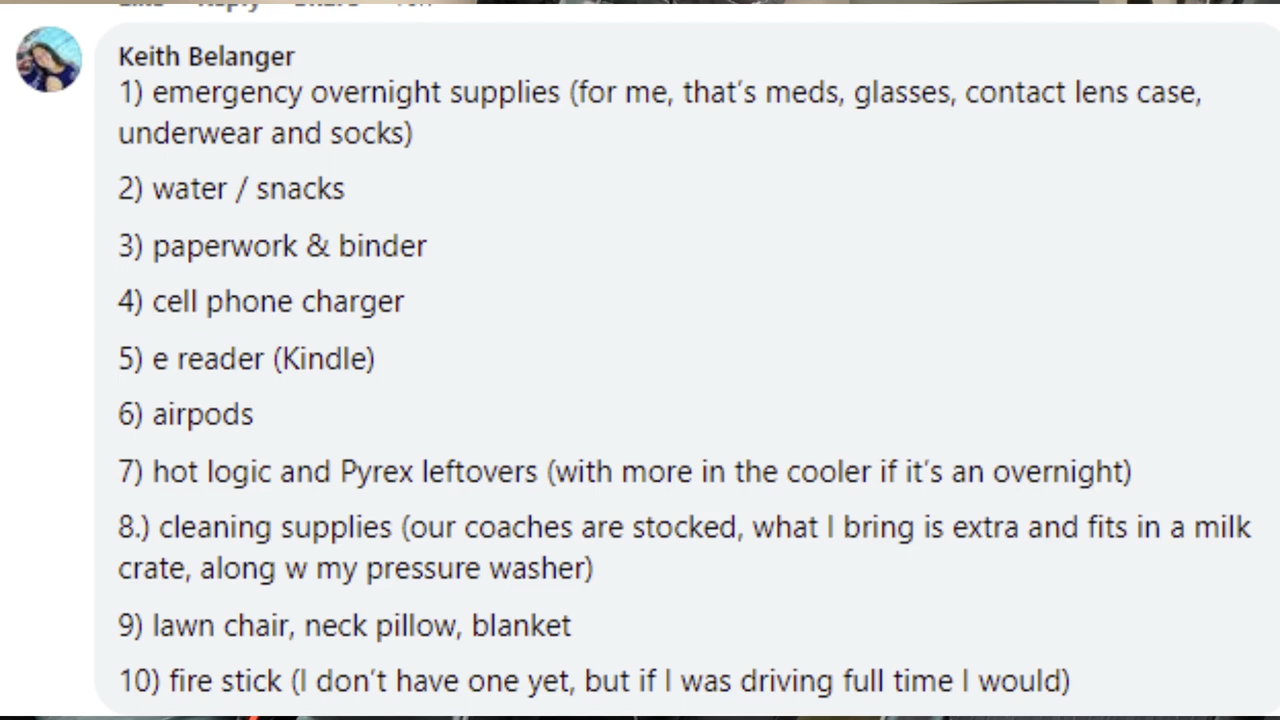 Keith Belanger
1) emergency overnight supplies (for me, that's meds, glasses, contact lens case,
underwear and socks)
2) water / snacks
3) paperwork & binder
4) cell phone charger
5) e reader (Kindle)
6) airpods
7) hot logic and Pyrex leftovers (with more in the cooler if it's an overnight)
8.) cleaning supplies (our coaches are stocked, what I bring is extra and fits in a milk
crate, along w my pressure washer)
9) lawn chair, neck pillow, blanket
10) fire stick (I don't have one yet, but if I was driving full time I would)